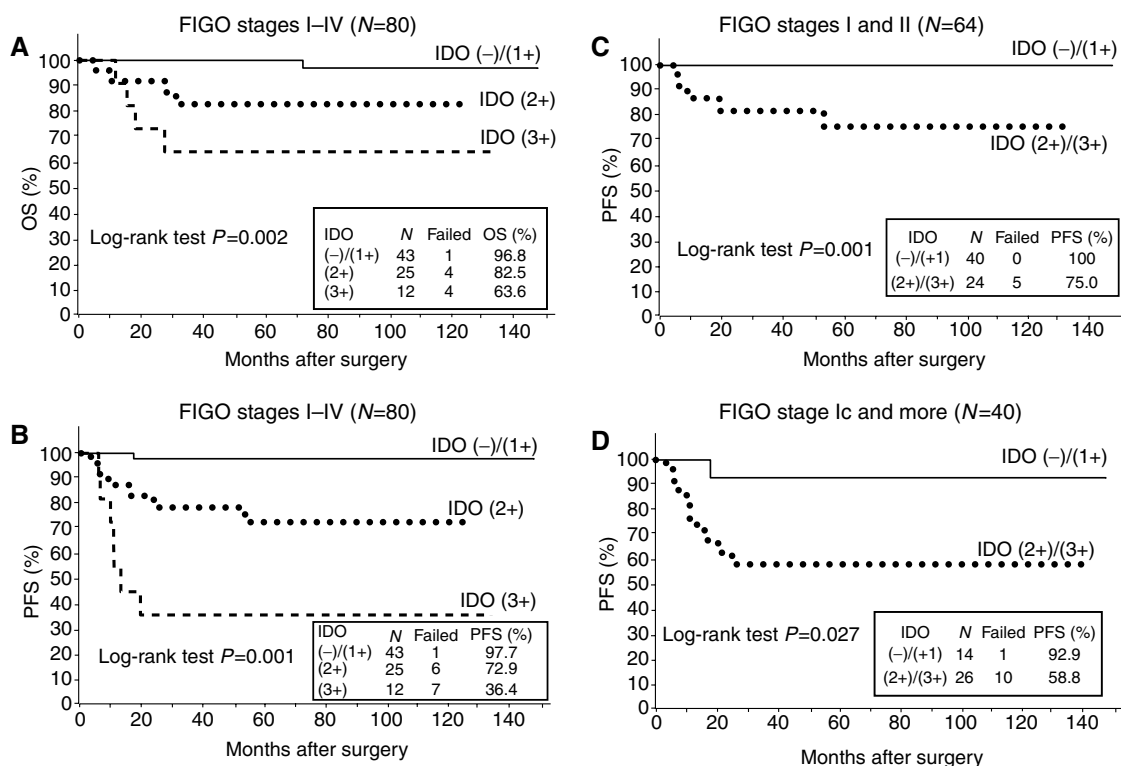 A
FIGO stages I–IV (N=80)
100
90
80
70
60
50
40
30
20
10
0
OS (%)
IDO (−)/(1+)
IDO (2+)
IDO (3+)
Log-rank test P=0.002
IDO N Failed OS (%)
(−)/(1+) 43 1 96.8
(2+) 25 4 82.5
(3+) 12 4 63.6
0 20 40 60 80 100 120 140
Months after surgery
B
FIGO stages I–IV (N=80)
100
90
80
70
60
50
40
30
20
10
0
PFS (%)
IDO (−)/(1+)
IDO (2+)
IDO (3+)
Log-rank test P=0.001
IDO N Failed PFS (%)
(−)/(1+) 43 1 97.7
(2+) 25 6 72.9
(3+) 12 7 36.4
0 20 40 60 80 100 120 140
Months after surgery
C
FIGO stages I and II (N=64)
100
90
80
70
60
50
40
30
20
10
0
PFS (%)
IDO (−)/(1+)
IDO (2+)/(3+)
Log-rank test P=0.001
IDO N Failed PFS (%)
(−)/(+1) 40 0 100
(2+)/(3+) 24 5 75.0
0 20 40 60 80 100 120 140
Months after surgery
D
FIGO stage Ic and more (N=40)
100
90
80
70
60
50
40
30
20
10
0
PFS (%)
IDO (−)/(1+)
IDO (2+)/(3+)
Log-rank test P=0.027
IDO N Failed PFS (%)
(−)/(+1) 14 1 92.9
(2+)/(3+) 26 10 58.8
0 20 40 60 80 100 120 140
Months after surgery